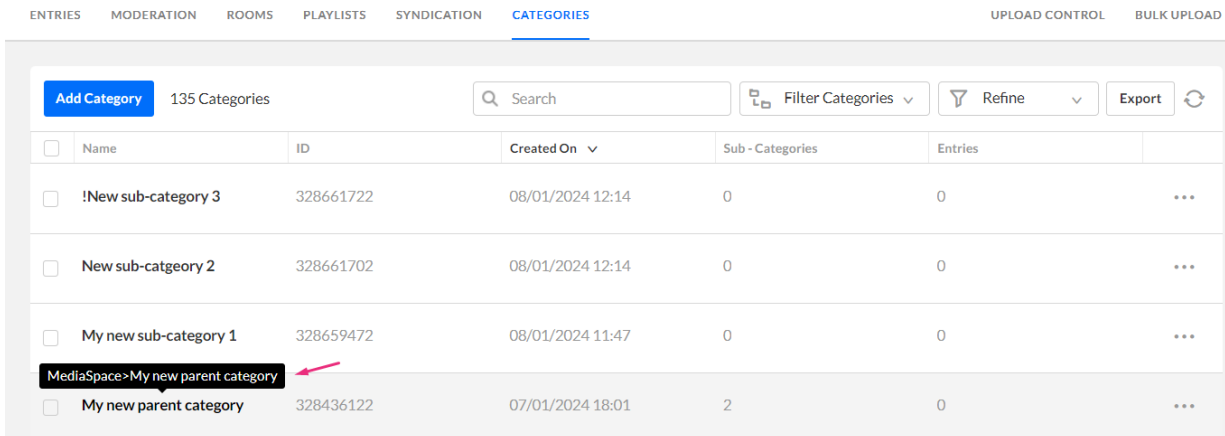 ENTRIES MODERATION ROOMS PLAYLISTS SYNDICATION CATEGORIES UPLOAD CONTROL BULK UPLOAD
Add Category 135 Categories Search Filter Categories Refine Export
Name ID Created On Sub - Categories Entries
!New sub-category 3 328661722 08/01/2024 12:14 0 0
New sub-catgeory 2 328661702 08/01/2024 12:14 0 0
My new sub-category 1 328659472 08/01/2024 11:47 0 0
MediaSpace>My new parent category
My new parent category 328436122 07/01/2024 18:01 2 0